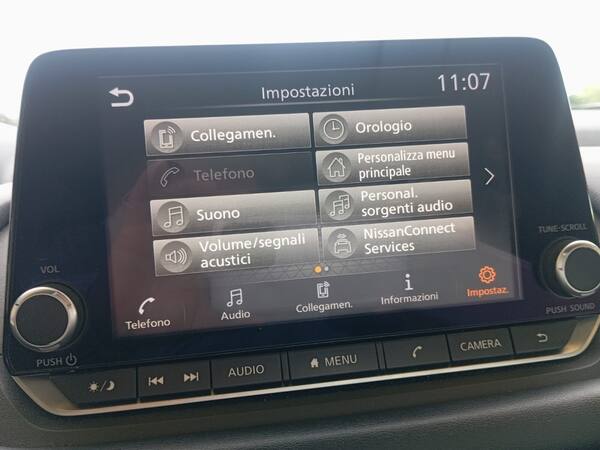 Impostazioni
11:07
Collegamen.
Orologio
Telefono
Personalizza menu
principale
Suono
Personal.
sorgenti audio
Volume/segnali
acustici
NissanConnect
Services
Telefono
Audio
Collegamen.
Informazioni
Impostaz.
VOL
PUSH
TUNE-SCROLL
PUSH SOUND
AUDIO
MENU
CAMERA